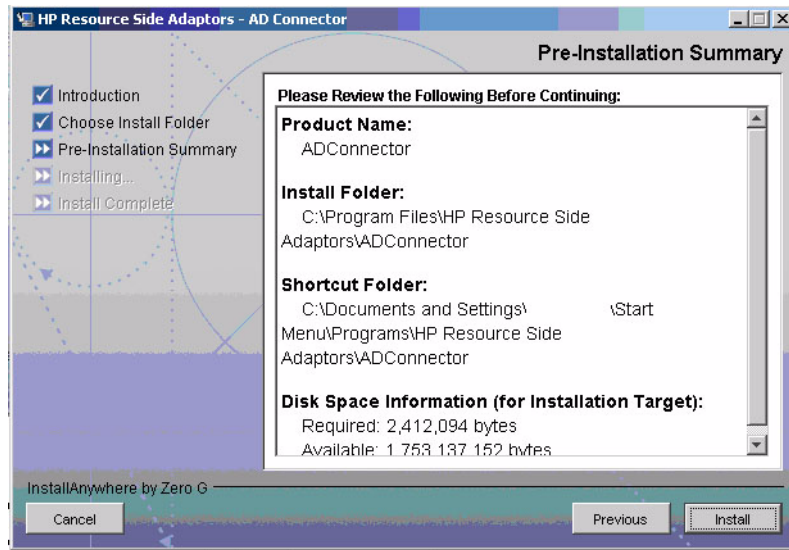 HP Resource Side Adaptors - AD Connector
Pre-Installation Summary
Introduction
Choose Install Folder
Pre-Installation Summary
Installing...
Install Complete
Please Review the Following Before Continuing:
Product Name:
ADConnector
Install Folder:
C:\Program Files\HP Resource Side
Adaptors\ADConnector
Shortcut Folder:
C:\Documents and Settings\ \Start
Menu\Programs\HP Resource Side
Adaptors\ADConnector
Disk Space Information (for Installation Target):
Required: 2,412,094 bytes
Available: 1,753,137,152 bytes
InstallAnywhere by Zero G
Cancel
Previous
Install